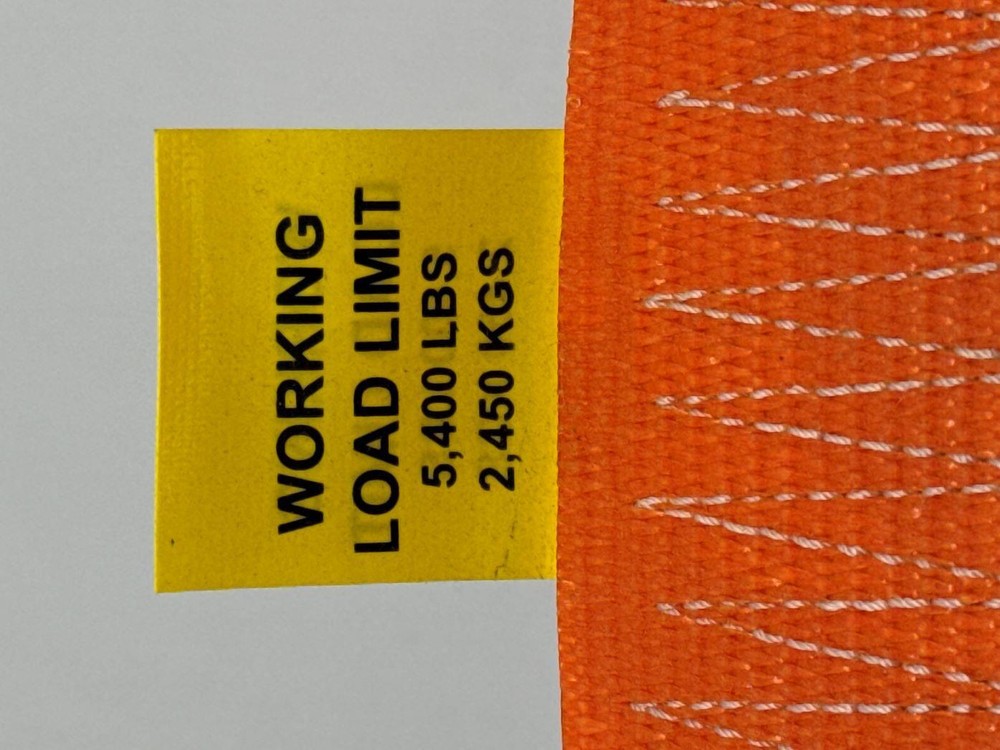 WORKING
LOAD LIMIT
5,400 LBS
2,450 KGS